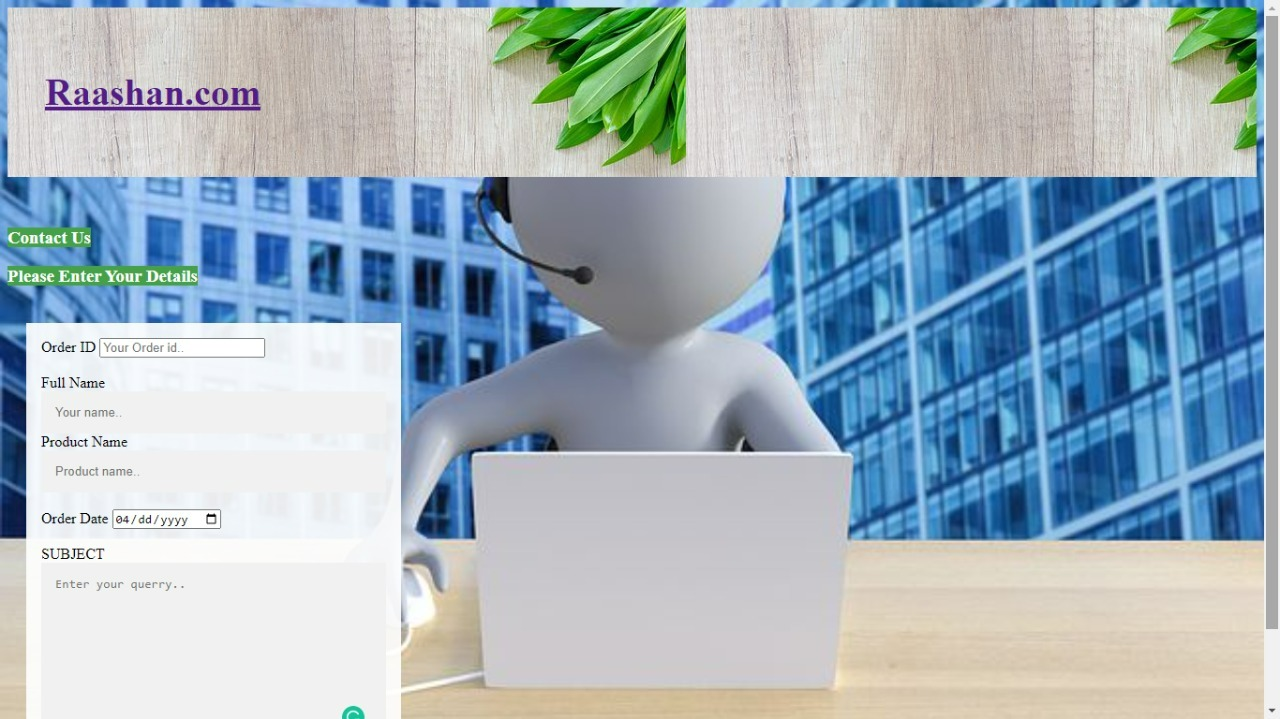 Raashan.com
Contact Us
Please Enter Your Details
Order ID Your Order id..
Full Name
Your name..
Product Name
Product name..
Order Date 04/dd/yyyy
SUBJECT
Enter your querry..